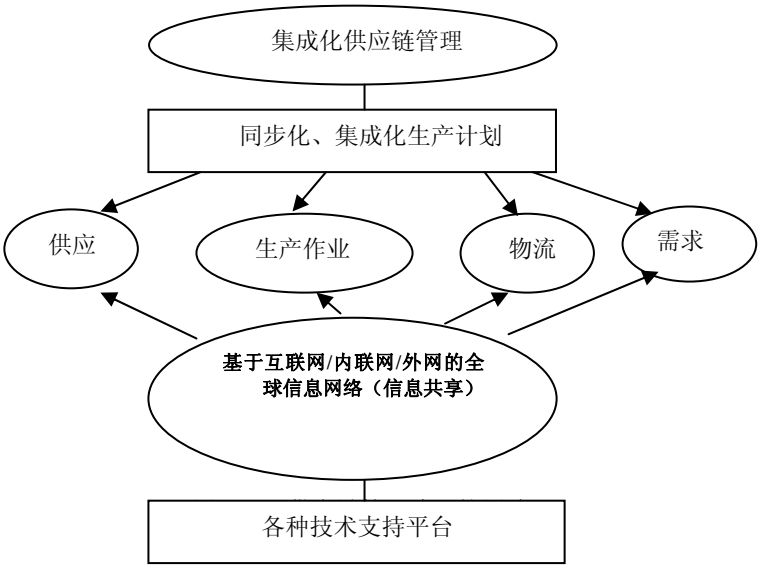 集成化供应链管理
同步化、集成化生产计划
供应
生产作业
物流
需求
基于互联网/内联网/外网的全
球信息网络（信息共享）
各种技术支持平台